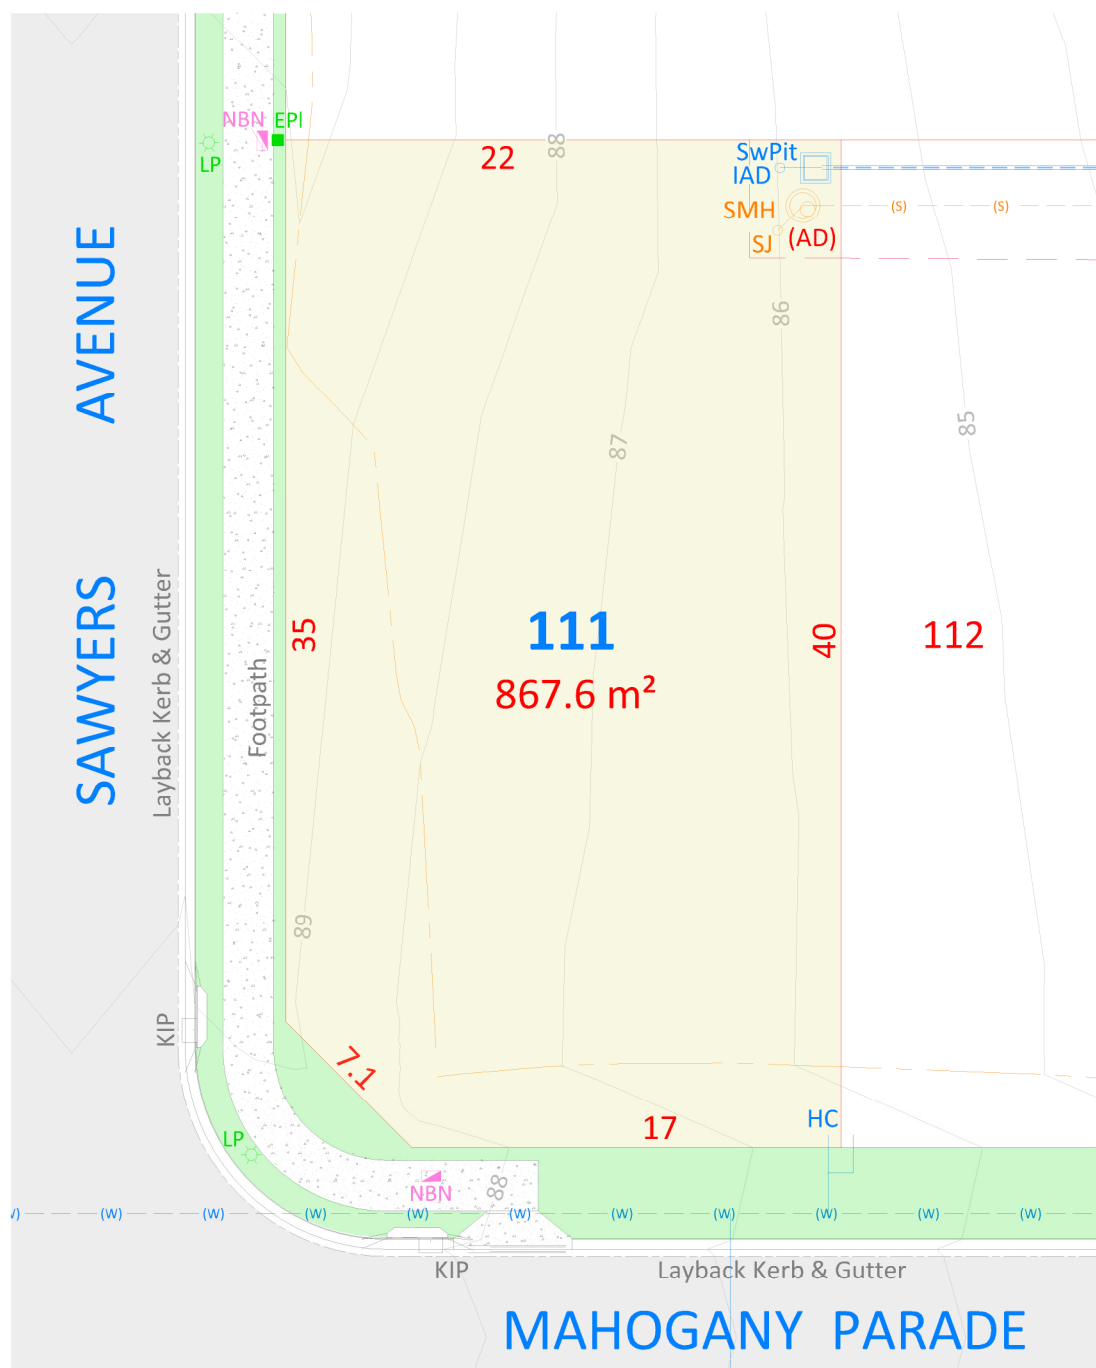 NBN
EPI
LP
22
88
SwPit
IAD
SMH
SJ
(AD)
(S)
(S)
86
87
85
SAWYERS AVENUE
Layback Kerb & Gutter
Footpath
35
111
867.6 m²
40
112
89
KIP
7.1
17
HC
LP
NBN
88
(W)
(W)
(W)
(W)
(W)
(W)
(W)
(W)
(W)
(W)
(W)
KIP
Layback Kerb & Gutter
MAHOGANY PARADE